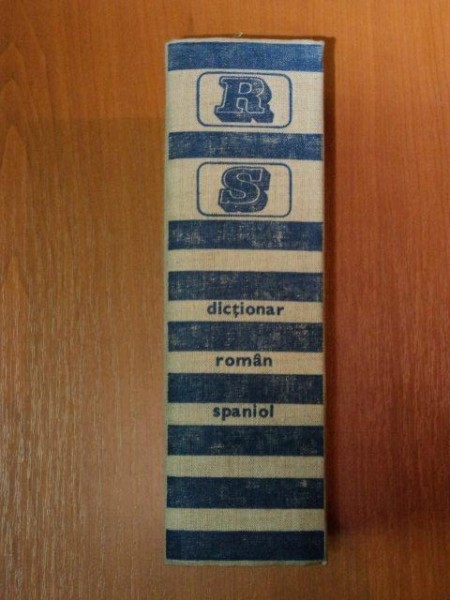 R
S
dicționar
român
spaniol